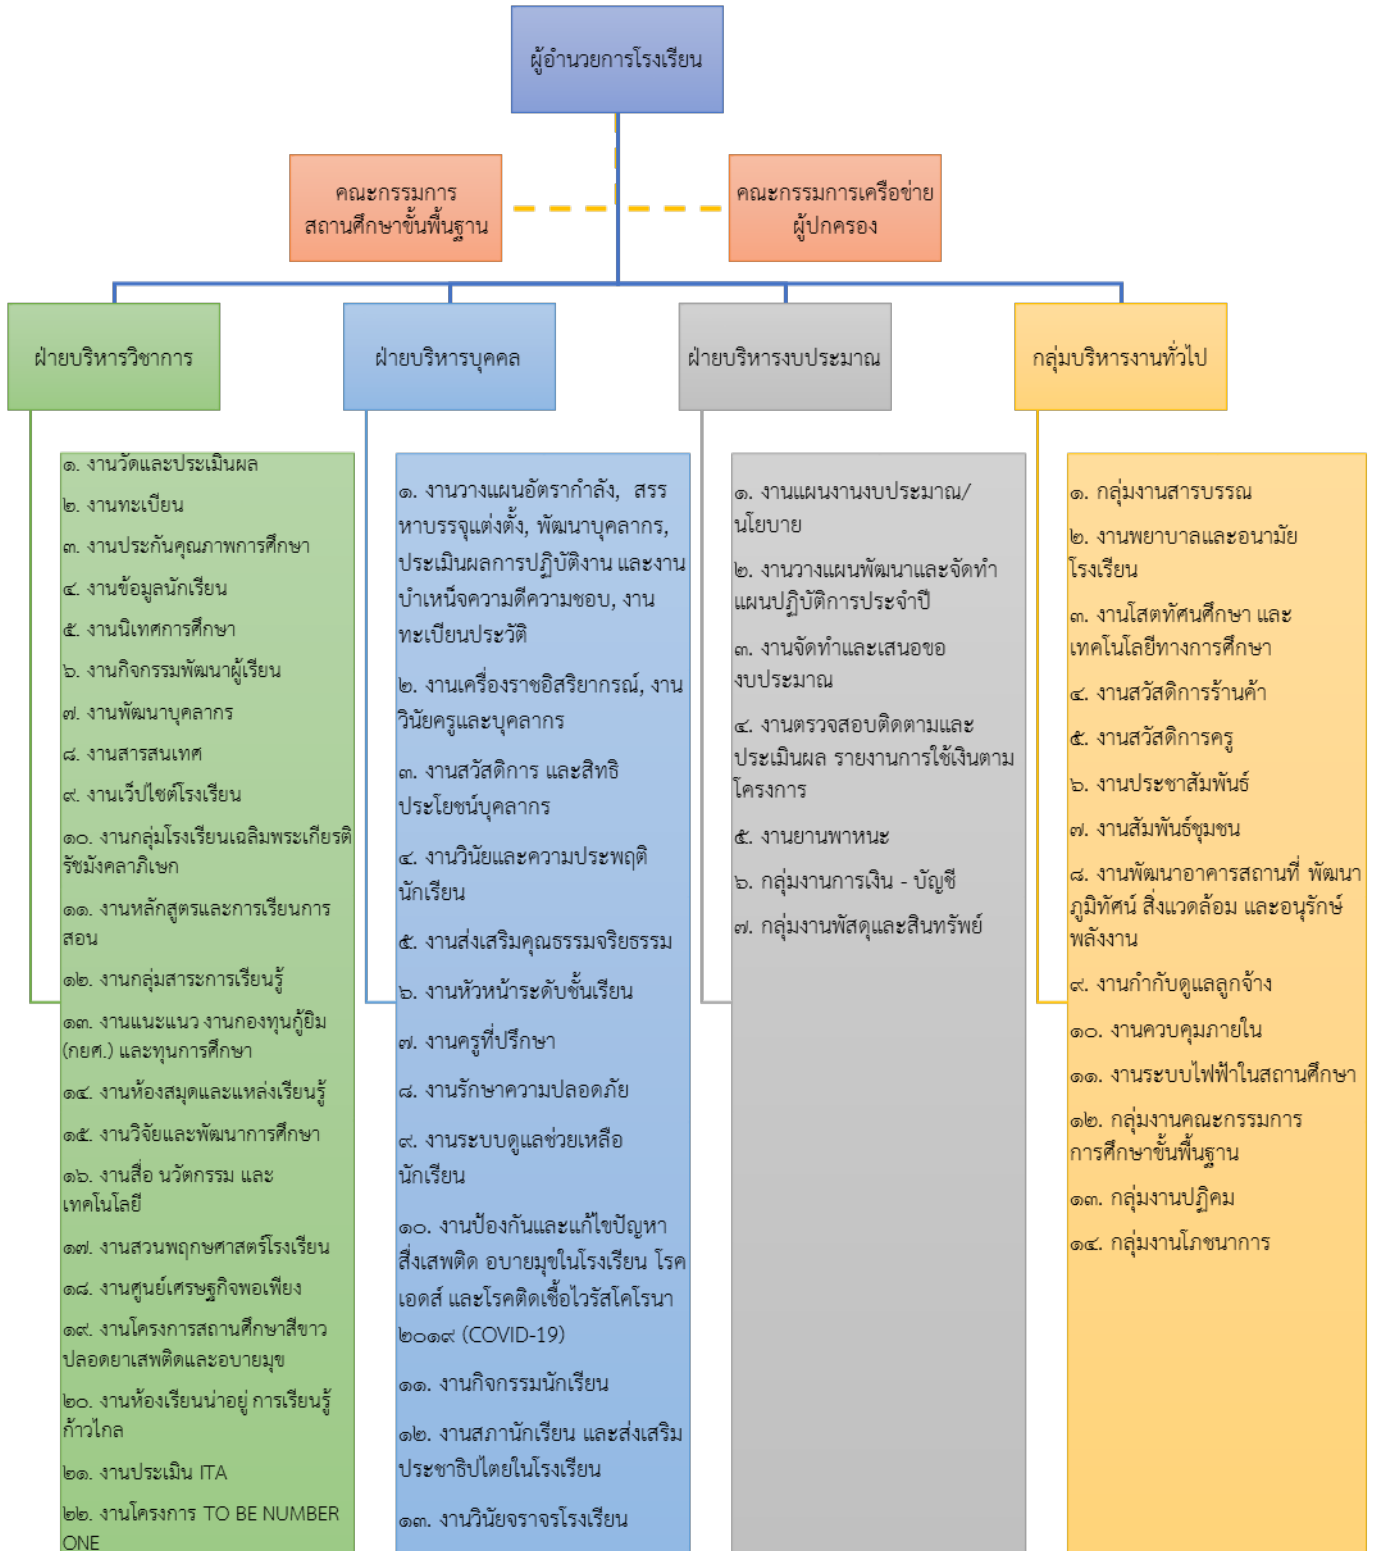 ผู้อำนวยการโรงเรียน
คณะกรรมการ
สถานศึกษาขั้นพื้นฐาน
คณะกรรมการเครือข่าย
ผู้ปกครอง
ฝ่ายบริหารวิชาการ
ฝ่ายบริหารบุคคล
ฝ่ายบริหารงบประมาณ
กลุ่มบริหารงานทั่วไป
๑. งานวัดและประเมินผล
๒. งานทะเบียน
๓. งานประกันคุณภาพการศึกษา
๔. งานข้อมูลนักเรียน
๕. งานนิเทศการศึกษา
๖. งานกิจกรรมพัฒนาผู้เรียน
๗. งานพัฒนาบุคลากร
๘. งานสารสนเทศ
๙. งานเว็ปไซต์โรงเรียน
๑๐. งานกลุ่มโรงเรียนเฉลิมพระเกียรติ
รัชมังคลาภิเษก
๑๑. งานหลักสูตรและการเรียนการ
สอน
๑๒. งานกลุ่มสาระการเรียนรู้
๑๓. งานแนะแนว งานกองทุนกู้ยิม
(กยศ.) และทุนการศึกษา
๑๔. งานห้องสมุดและแหล่งเรียนรู้
๑๕. งานวิจัยและพัฒนาการศึกษา
๑๖. งานสื่อ นวัตกรรม และ
เทคโนโลยี
๑๗. งานสวนพฤกษศาสตร์โรงเรียน
๑๘. งานศูนย์เศรษฐกิจพอเพียง
๑๙. งานโครงการสถานศึกษาสีขาว
ปลอดยาเสพติดและอบายมุข
๒๐. งานห้องเรียนน่าอยู่ การเรียนรู้
ก้าวไกล
๒๑. งานประเมิน ITA
๒๒. งานโครงการ TO BE NUMBER
ONE
๑. งานวางแผนอัตรากำลัง, สรร
หาบรรจุแต่งตั้ง, พัฒนาบุคลากร,
ประเมินผลการปฏิบัติงาน และงาน
บำเหน็จความดีความชอบ, งาน
ทะเบียนประวัติ
๒. งานเครื่องราชอิสริยาภรณ์, งาน
วินัยครูและบุคลากร
๓. งานสวัสดิการ และสิทธิ
ประโยชน์บุคลากร
๔. งานวินัยและความประพฤติ
นักเรียน
๕. งานส่งเสริมคุณธรรมจริยธรรม
๖. งานหัวหน้าระดับชั้นเรียน
๗. งานครูที่ปรึกษา
๘. งานรักษาความปลอดภัย
๙. งานระบบดูแลช่วยเหลือ
นักเรียน
๑๐. งานป้องกันและแก้ไขปัญหา
สิ่งเสพติด อบายมุขในโรงเรียน โรค
เอดส์ และโรคติดเชื้อไวรัสโคโรนา
๒๐๑๙ (COVID-19)
๑๑. งานกิจกรรมนักเรียน
๑๒. งานสภานักเรียน และส่งเสริม
ประชาธิปไตยในโรงเรียน
๑๓. งานวินัยจราจรโรงเรียน
๑. งานแผนงานงบประมาณ/
นโยบาย
๒. งานวางแผนพัฒนาและจัดทำ
แผนปฏิบัติการประจำปี
๓. งานจัดทำและเสนอขอ
งบประมาณ
๔. งานตรวจสอบติดตามและ
ประเมินผล รายงานการใช้เงินตาม
โครงการ
๕. งานยานพาหนะ
๖. กลุ่มงานการเงิน - บัญชี
๗. กลุ่มงานพัสดุและสินทรัพย์
๑. กลุ่มงานสารบรรณ
๒. งานพยาบาลและอนามัย
โรงเรียน
๓. งานโสตทัศนศึกษา และ
เทคโนโลยีทางการศึกษา
๔. งานสวัสดิการร้านค้า
๕. งานสวัสดิการครู
๖. งานประชาสัมพันธ์
๗. งานสัมพันธ์ชุมชน
๘. งานพัฒนาอาคารสถานที่ พัฒนา
ภูมิทัศน์ สิ่งแวดล้อม และอนุรักษ์
พลังงาน
๙. งานกำกับดูแลลูกจ้าง
๑๐. งานควบคุมภายใน
๑๑. งานระบบไฟฟ้าในสถานศึกษา
๑๒. กลุ่มงานคณะกรรมการ
การศึกษาขั้นพื้นฐาน
๑๓. กลุ่มงานปฏิคม
๑๔. กลุ่มงานโภชนาการ